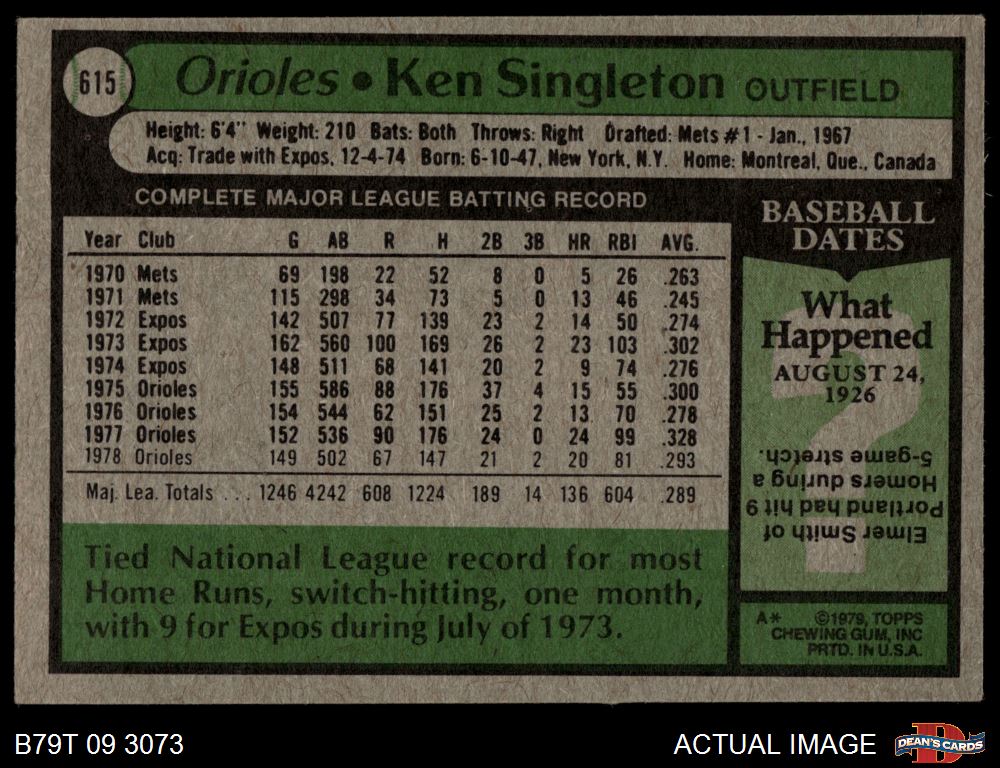 615
Orioles • Ken Singleton OUTFIELD
Height: 6'4" Weight: 210 Bats: Both Throws: Right Drafted: Mets #1 - Jan., 1967
Acq: Trade with Expos, 12-4-74 Born: 6-10-47, New York, N.Y. Home: Montreal, Que., Canada
COMPLETE MAJOR LEAGUE BATTING RECORD
Year Club G AB R H 2B 3B HR RBI AVG.
1970 Mets 69 198 22 52 8 0 5 26 .263
1971 Mets 115 298 34 73 5 0 13 46 .245
1972 Expos 142 507 77 139 23 2 14 50 .274
1973 Expos 162 560 100 169 26 2 23 103 .302
1974 Expos 148 511 68 141 20 2 9 74 .276
1975 Orioles 155 586 88 176 37 4 15 55 .300
1976 Orioles 154 544 62 151 25 2 13 70 .278
1977 Orioles 152 536 90 176 24 0 24 99 .328
1978 Orioles 149 502 67 147 21 2 20 81 .293
Maj. Lea. Totals . . . 1246 4242 608 1224 189 14 136 604 .289
Tied National League record for most
Home Runs, switch-hitting, one month,
with 9 for Expos during July of 1973.
BASEBALL
DATES
What
Happened
AUGUST 24,
1926
?
Elmer Smith of
Portland had hit 9
Homers during a
5-game stretch.
A* ©1979, TOPPS
CHEWING GUM, INC
PRTD. IN U.S.A.
B79T 09 3073
ACTUAL IMAGE
D
DEAN'S CARDS